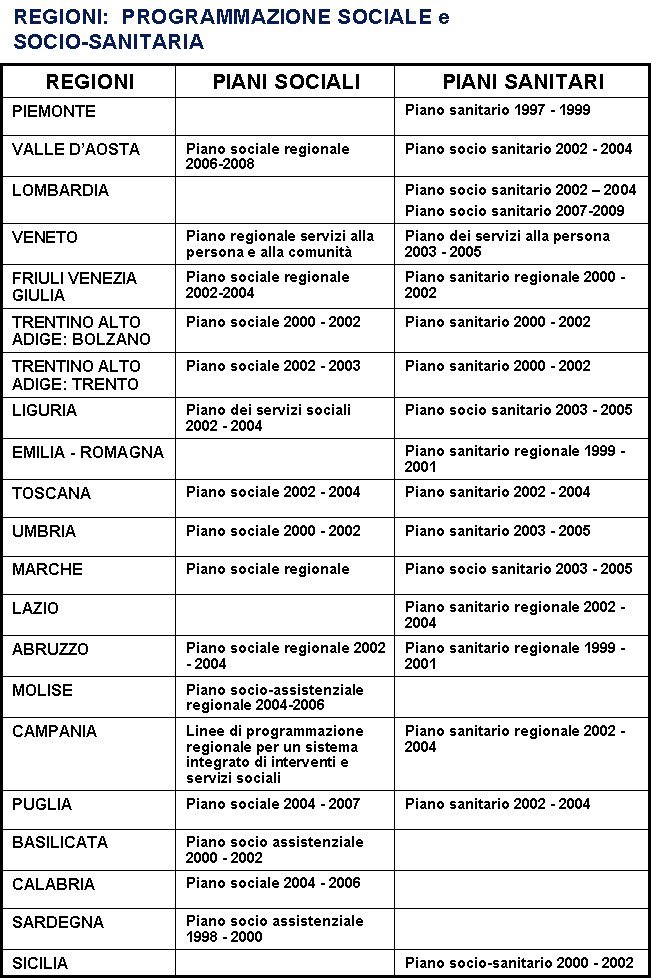 REGIONI:  PROGRAMMAZIONE SOCIALE e
SOCIO-SANITARIA
REGIONI PIANI SOCIALI PIANI SANITARI
PIEMONTE Piano sanitario 1997 - 1999
VALLE D'AOSTA Piano sociale regionale Piano socio sanitario 2002 - 2004
2006-2008
LOMBARDIA Piano socio sanitario 2002 – 2004
Piano socio sanitario 2007-2009
VENETO Piano regionale servizi alla Piano dei servizi alla persona
persona e alla comunità 2003 - 2005
FRIULI VENEZIA Piano sociale regionale Piano sanitario regionale 2000 -
GIULIA 2002-2004 2002
TRENTINO ALTO Piano sociale 2000 - 2002 Piano sanitario 2000 - 2002
ADIGE: BOLZANO
TRENTINO ALTO Piano sociale 2002 - 2003 Piano sanitario 2000 - 2002
ADIGE: TRENTO
LIGURIA Piano dei servizi sociali Piano socio sanitario 2003 - 2005
2002 - 2004
EMILIA - ROMAGNA Piano sanitario regionale 1999 -
2001
TOSCANA Piano sociale 2002 - 2004 Piano sanitario 2002 - 2004
UMBRIA Piano sociale 2000 - 2002 Piano sanitario 2003 - 2005
MARCHE Piano sociale regionale Piano socio sanitario 2003 - 2005
LAZIO Piano sanitario regionale 2002 -
2004
ABRUZZO Piano sociale regionale 2002 Piano sanitario regionale 1999 -
- 2004 2001
MOLISE Piano socio-assistenziale
regionale 2004-2006
CAMPANIA Linee di programmazione Piano sanitario regionale 2002 -
regionale per un sistema 2004
integrato di interventi e
servizi sociali
PUGLIA Piano sociale 2004 - 2007 Piano sanitario 2002 - 2004
BASILICATA Piano socio assistenziale
2000 - 2002
CALABRIA Piano sociale 2004 - 2006
SARDEGNA Piano socio assistenziale
1998 - 2000
SICILIA Piano socio-sanitario 2000 - 2002